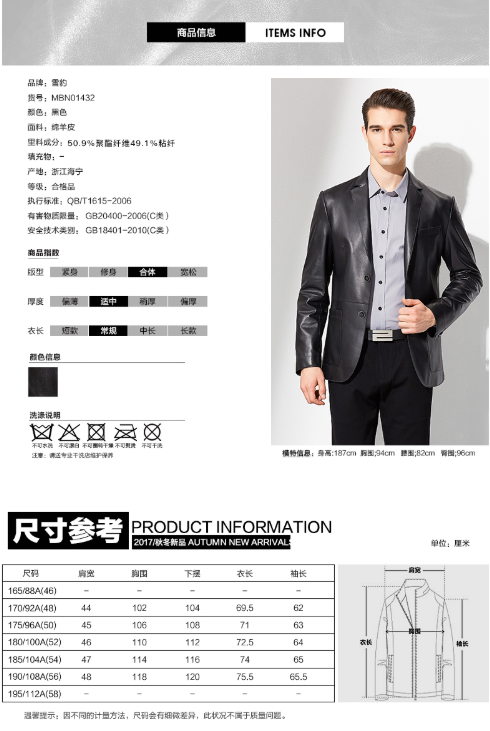 商品信息 ITEMS INFO
品牌：雪豹
货号：MBN01432
颜色：黑色
面料：绵羊皮
里料成分：50.9%聚酯纤维49.1%粘纤
填充物：-
产地：浙江海宁
等级：合格品
执行标准：QB/T1615-2006
有害物质限量： GB20400-2006(C类 )
安全技术类别： GB18401-2010(C类 )
商品指数
版型 紧身 修身 合体 宽松
厚度 偏薄 适中 稍厚 偏厚
衣长 短款 常规 中长 长款
颜色信息
洗涤说明
不可水洗 不可漂白 不可翻转干燥 不可熨烫 不可干洗
注意：请送专业干洗店维护保养
模特信息：身高:187cm 胸围:94cm 腰围:82cm 臀围:96cm
尺寸参考 PRODUCT INFORMATION
2017/秋冬新品 AUTUMN NEW ARRIVALS
单位：厘米
尺码 肩宽 胸围 下摆 衣长 袖长
165/88A(46) – – – – –
170/92A(48) 44 102 104 69.5 62
175/96A(50) 45 106 108 71 63
180/100A(52) 46 110 112 72.5 64
185/104A(54) 47 114 116 74 65
190/108A(56) 48 118 120 75.5 65.5
195/112A(58) – – – – –
肩宽
胸围
衣长
袖长
温馨提示：因不同的计量方法，尺码会有细微差异，此状况不属于质量问题。